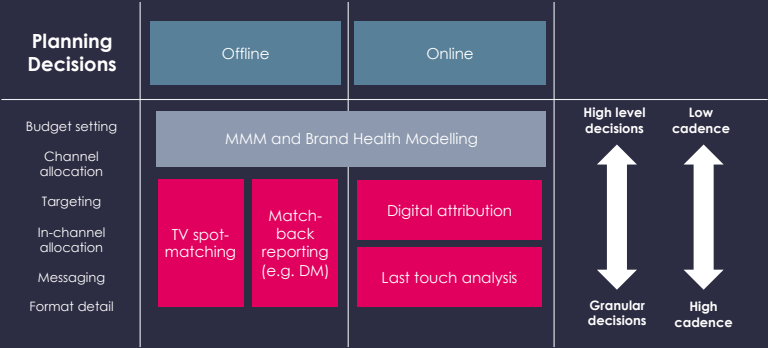 Planning
Decisions
Offline
Online
Budget setting
Channel
allocation
Targeting
In-channel
allocation
Messaging
Format detail
MMM and Brand Health Modelling
TV spot-
matching
Match-
back
reporting
(e.g. DM)
Digital attribution
Last touch analysis
High level
decisions
Low
cadence
Granular
decisions
High
cadence